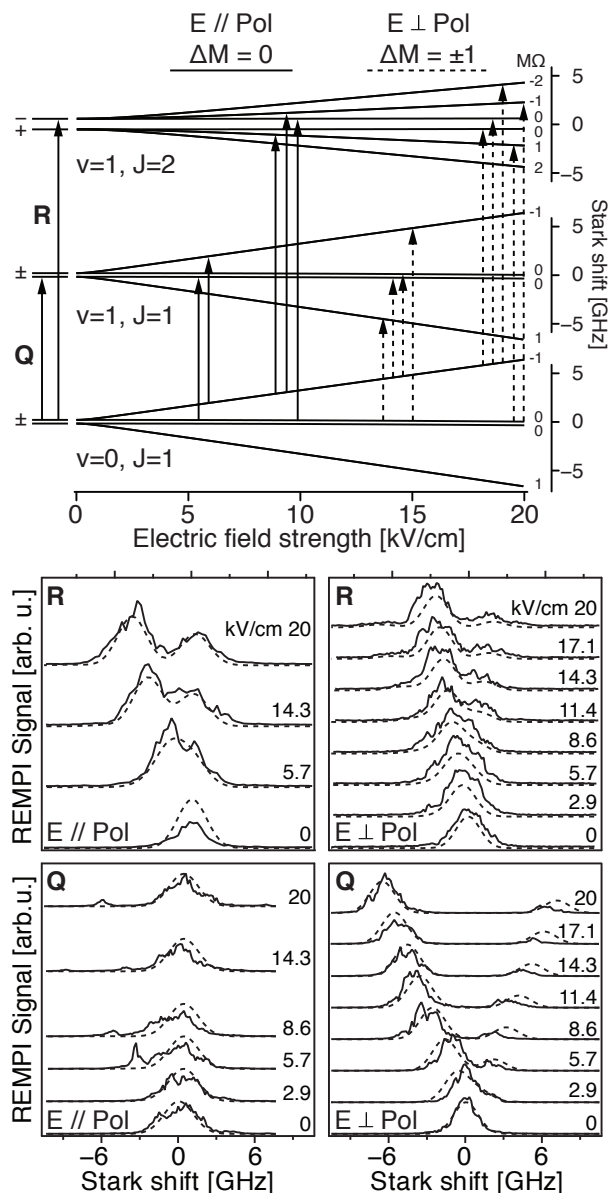 E // Pol E ⊥ Pol
ΔM = 0 ΔM = ±1
MΩ
-2
5
-1
−
0
0
+
0
1
v=1, J=2
2
−5
R
-1
5
±
0
0
0
v=1, J=1
−5
1
Stark shift [GHz]
Q
-1
5
±
0
0
0
v=0, J=1
−5
1
0 5 10 15 20
Electric field strength [kV/cm]
R
kV/cm 20
14.3
5.7
E // Pol 0
REMPI Signal [arb. u.]
R
kV/cm 20
17.1
14.3
11.4
8.6
5.7
2.9
E ⊥ Pol 0
Q
20
14.3
8.6
5.7
2.9
E // Pol 0
REMPI Signal [arb.u.]
−6 0 6
Stark shift [GHz]
Q
20
17.1
14.3
11.4
8.6
5.7
2.9
E ⊥ Pol 0
−6 0 6
Stark shift [GHz]